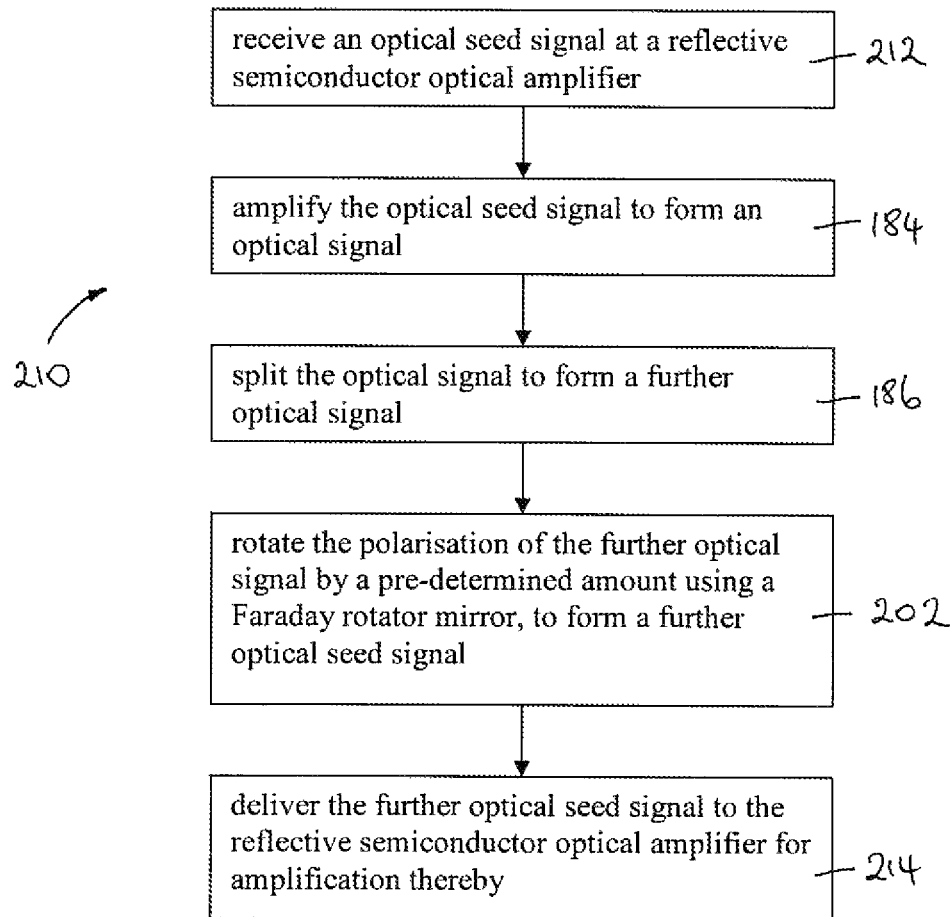 receive an optical seed signal at a reflective
semiconductor optical amplifier
212
amplify the optical seed signal to form an
optical signal
184
210
split the optical signal to form a further
optical signal
186
rotate the polarisation of the further optical
signal by a pre-determined amount using a
Faraday rotator mirror, to form a further
optical seed signal
202
deliver the further optical seed signal to the
reflective semiconductor optical amplifier for
amplification thereby
214